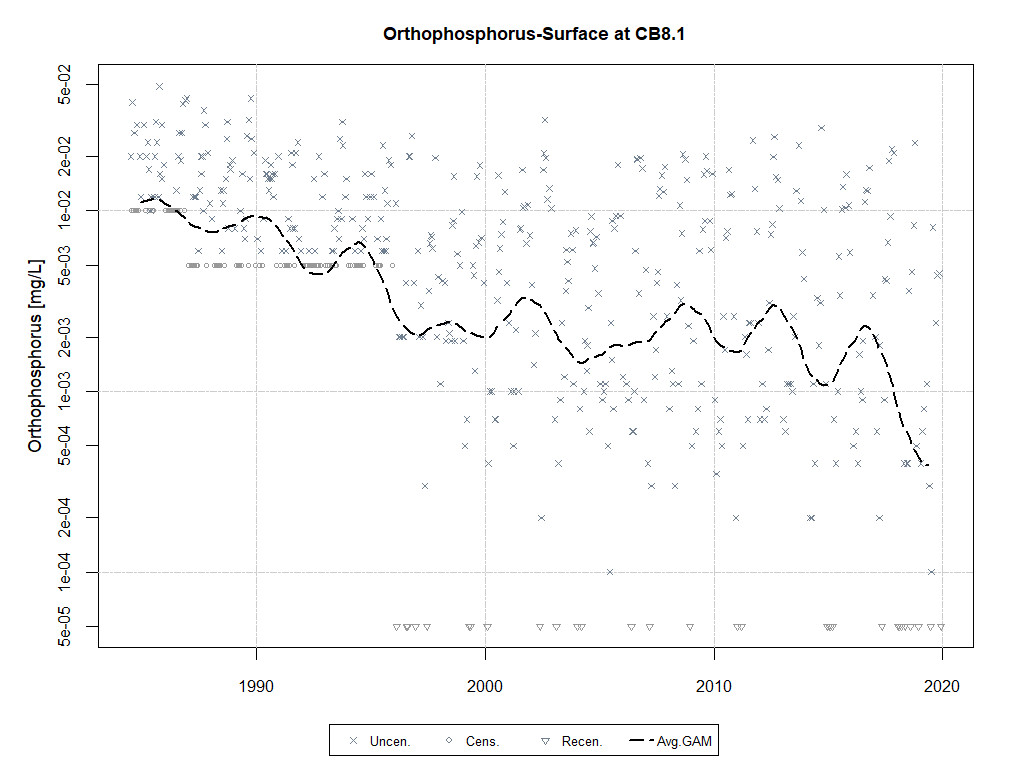 Orthophosphorus-Surface at CB8.1
Orthophosphorus [mg/L]
5e-02
2e-02
1e-02
5e-03
2e-03
1e-03
5e-04
2e-04
1e-04
5e-05
1990 2000 2010 2020
Uncen. Cens. Recen. Avg.GAM